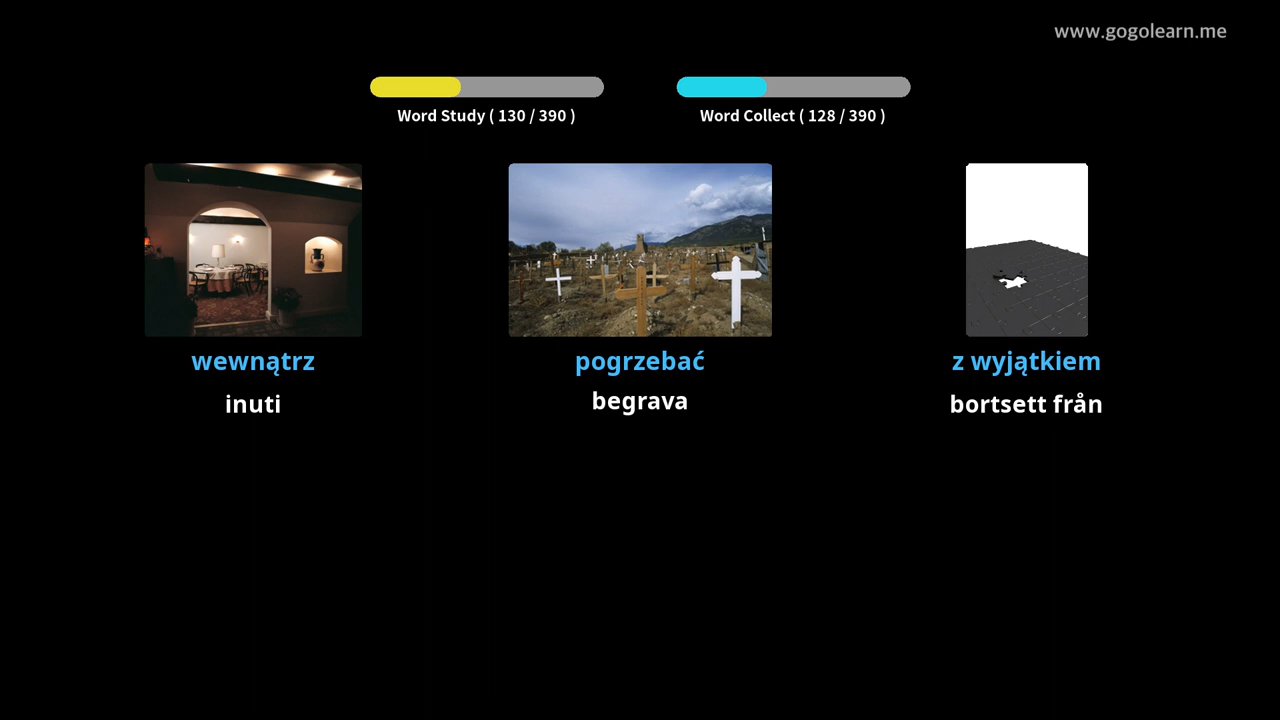 www.gogolearn.me
Word Study ( 130 / 390 )
Word Collect ( 128 / 390 )
wewnątrz
pogrzebać
z wyjątkiem
inuti
begrava
bortsett från